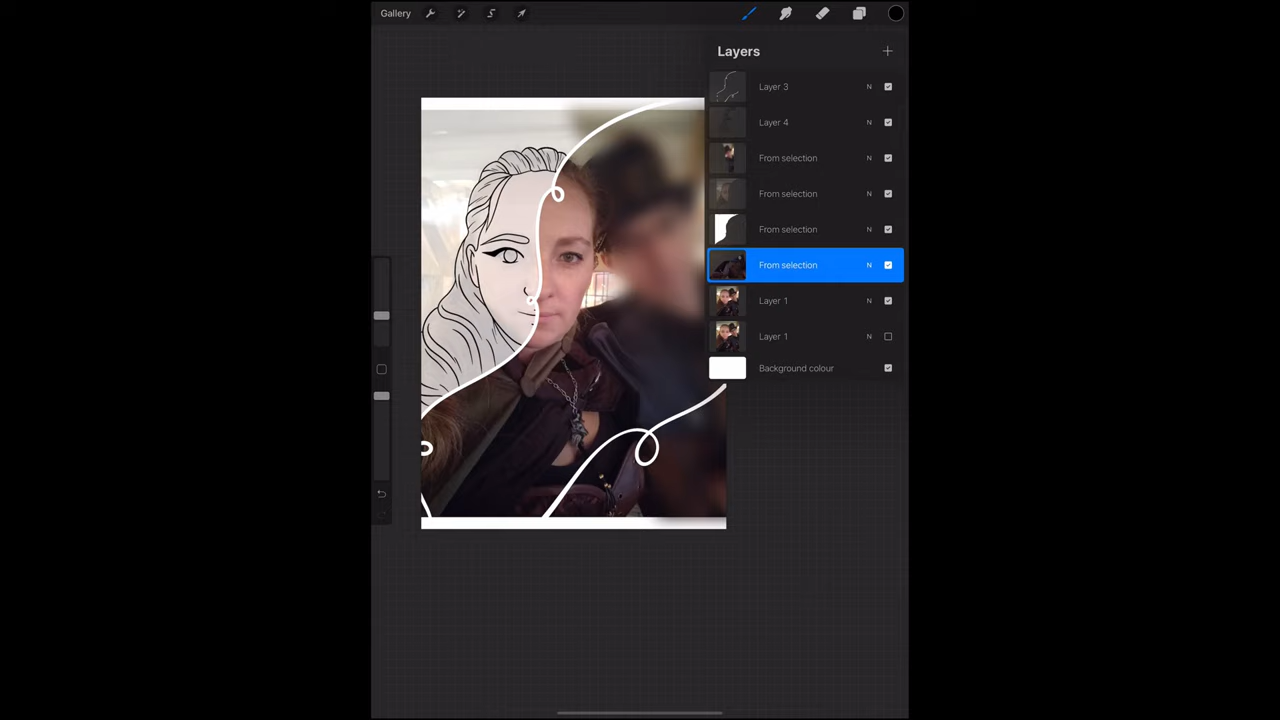 Gallery
Layers
Layer 3 N
Layer 4 N
From selection N
From selection N
From selection N
From selection N
Layer 1 N
Layer 1 N
Background colour